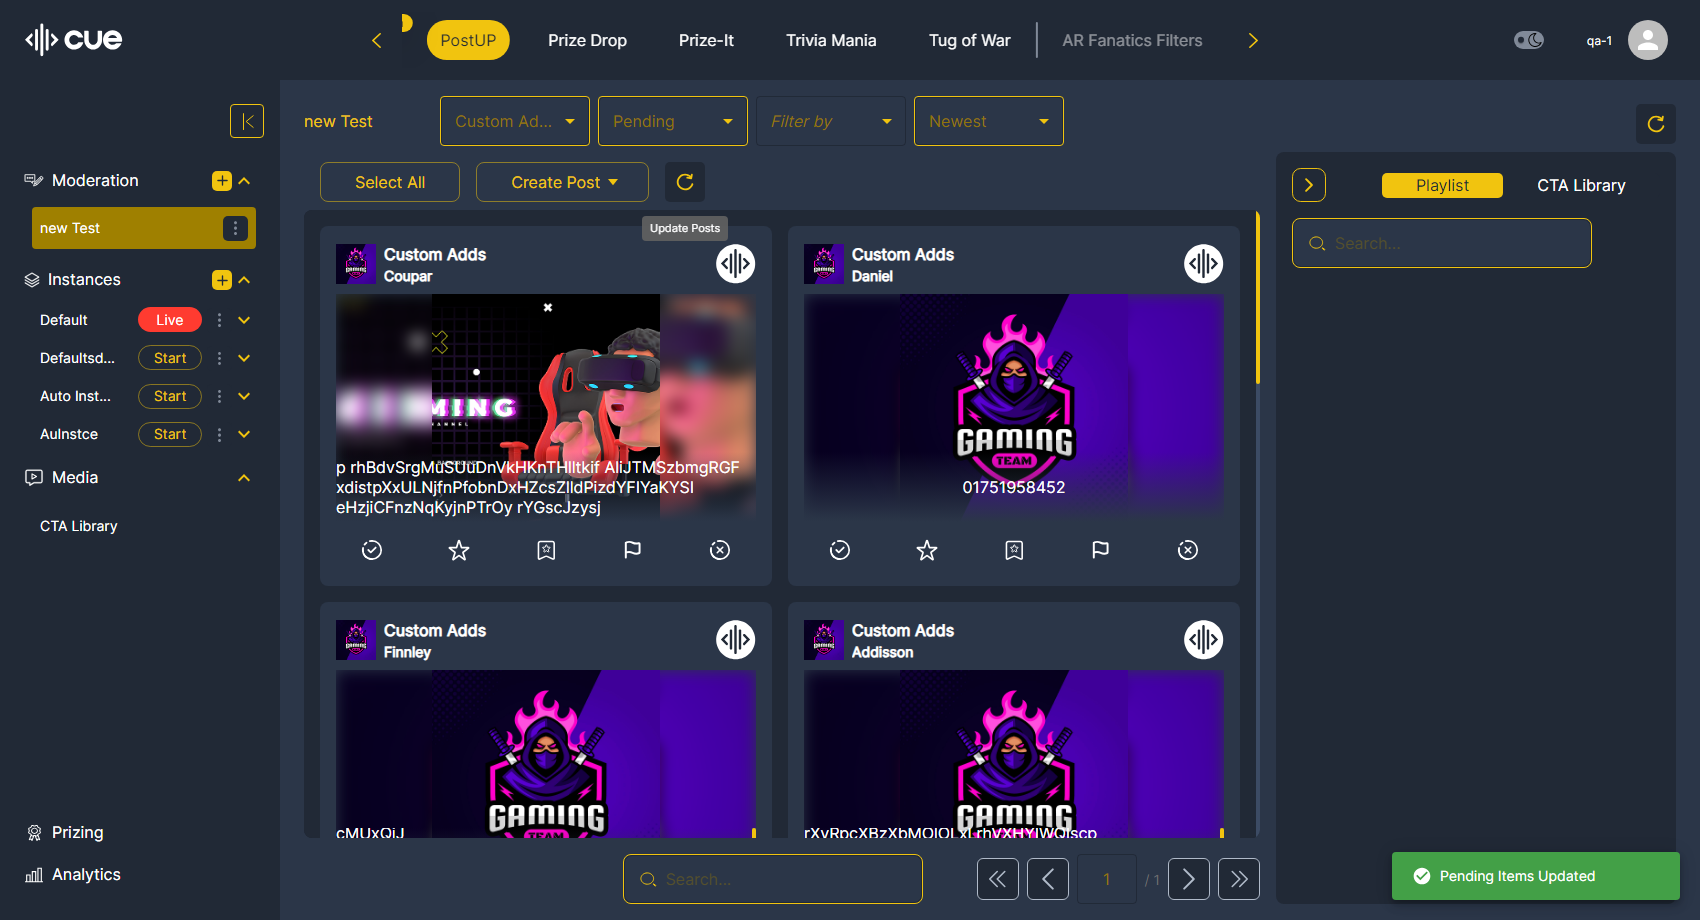 cue
PostUP
Prize Drop
Prize-It
Trivia Mania
Tug of War
AR Fanatics Filters
qa-1
new Test
Custom Ad...
Pending
Filter by
Newest
Select All
Create Post
Update Posts
Moderation
new Test
Instances
Default
Live
Defaultsd...
Start
Auto Inst...
Start
AuInstce
Start
Media
CTA Library
Prizing
Analytics
Custom Adds
Coupar
MING
ANNEL
xdistpXxULNjfnPfobnDxHZcsZlldPizdYFIYaKYSI
eHzjiCFnzNqKyjnPTrOy rYGscJzysj
Custom Adds
Daniel
GAMING
TEAM
01751958452
Custom Adds
Finnley
GAMING
TEAM
cMUxQiJ
Custom Adds
Addisson
GAMING
Search...
1
/ 1
Playlist
CTA Library
Search...
Pending Items Updated